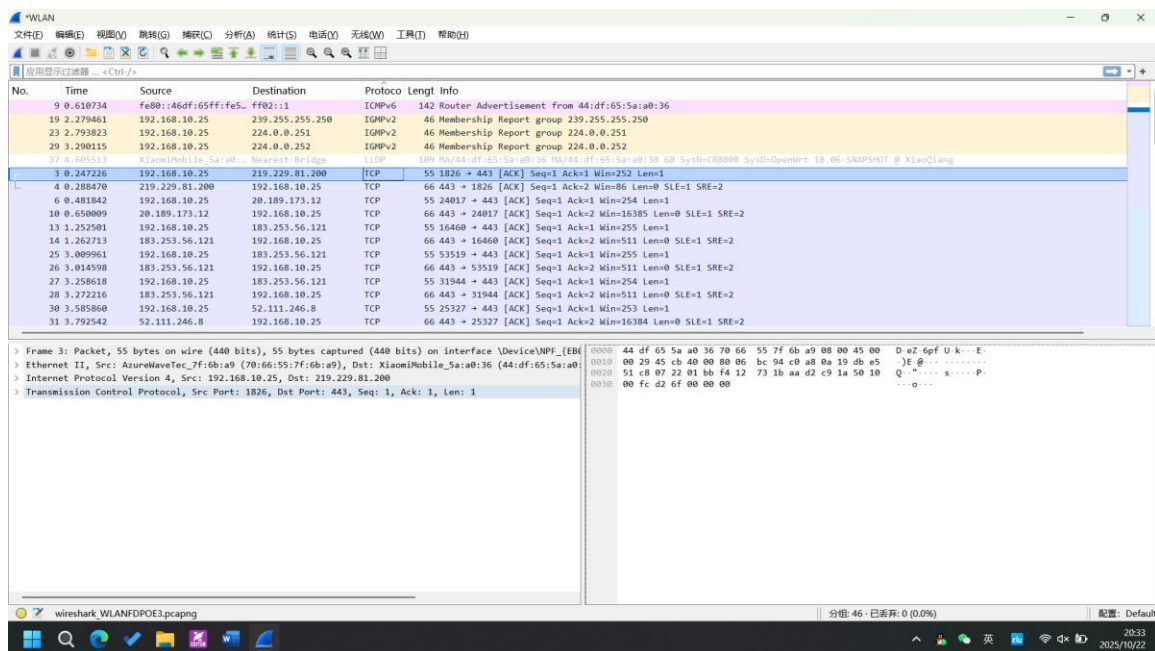 *WLAN
文件(F) 编辑(E) 视图(V) 跳转(G) 捕获(C) 分析(A) 统计(S) 电话(Y) 无线(W) 工具(T) 帮助(H)
应用显示过滤器 … <Ctrl-/>
No. Time Source Destination Protoco Lengt Info
9 0.610734 fe80::46df:65ff:fe5… ff02::1 ICMPv6 142 Router Advertisement from 44:df:65:5a:a0:36
19 2.279461 192.168.10.25 239.255.255.250 IGMPv2 46 Membership Report group 239.255.255.250
23 2.793823 192.168.10.25 224.0.0.251 IGMPv2 46 Membership Report group 224.0.0.251
29 3.290115 192.168.10.25 224.0.0.252 IGMPv2 46 Membership Report group 224.0.0.252
37 4.605513 XiaomiMobile_5a:a0:… Nearest-Bridge LLDP 109 MA/44:df:65:5a:a0:36 MA/44:df:65:5a:a0:38 60 SysN=CR8808 SysD=OpenWrt 18.06-SNAPSHOT @ XiaoQiang
3 0.247226 192.168.10.25 219.229.81.200 TCP 55 1826 → 443 [ACK] Seq=1 Ack=1 Win=252 Len=1
4 0.288470 219.229.81.200 192.168.10.25 TCP 66 443 → 1826 [ACK] Seq=1 Ack=2 Win=86 Len=0 SLE=1 SRE=2
6 0.481842 192.168.10.25 20.189.173.12 TCP 55 24017 → 443 [ACK] Seq=1 Ack=1 Win=254 Len=1
10 0.650009 20.189.173.12 192.168.10.25 TCP 66 443 → 24017 [ACK] Seq=1 Ack=2 Win=16385 Len=0 SLE=1 SRE=2
13 1.252501 192.168.10.25 183.253.56.121 TCP 55 16460 → 443 [ACK] Seq=1 Ack=1 Win=255 Len=1
14 1.262713 183.253.56.121 192.168.10.25 TCP 66 443 → 16460 [ACK] Seq=1 Ack=2 Win=511 Len=0 SLE=1 SRE=2
25 3.009961 192.168.10.25 183.253.56.121 TCP 55 53519 → 443 [ACK] Seq=1 Ack=1 Win=255 Len=1
26 3.014598 183.253.56.121 192.168.10.25 TCP 66 443 → 53519 [ACK] Seq=1 Ack=2 Win=511 Len=0 SLE=1 SRE=2
27 3.258618 192.168.10.25 183.253.56.121 TCP 55 31944 → 443 [ACK] Seq=1 Ack=1 Win=254 Len=1
28 3.272216 183.253.56.121 192.168.10.25 TCP 66 443 → 31944 [ACK] Seq=1 Ack=2 Win=511 Len=0 SLE=1 SRE=2
30 3.585860 192.168.10.25 52.111.246.8 TCP 55 25327 → 443 [ACK] Seq=1 Ack=1 Win=253 Len=1
31 3.792542 52.111.246.8 192.168.10.25 TCP 66 443 → 25327 [ACK] Seq=1 Ack=2 Win=16384 Len=0 SLE=1 SRE=2
> Frame 3: Packet, 55 bytes on wire (440 bits), 55 bytes captured (440 bits) on interface \Device\NPF_{EB
> Ethernet II, Src: AzureWaveTec_7f:6b:a9 (70:66:55:7f:6b:a9), Dst: XiaomiMobile_5a:a0:36 (44:df:65:5a:a0:
> Internet Protocol Version 4, Src: 192.168.10.25, Dst: 219.229.81.200
> Transmission Control Protocol, Src Port: 1826, Dst Port: 443, Seq: 1, Ack: 1, Len: 1
0000 44 df 65 5a a0 36 70 66 55 7f 6b a9 08 00 45 00 D·eZ·6pf U·k···E·
0010 00 29 45 cb 40 00 80 06 bc 94 c0 a8 0a 19 db e5 ·)E·@··· ········
0020 51 c8 07 22 01 bb f4 12 73 1b aa d2 c9 1a 50 10 Q··"···· s·····P·
0030 00 fc d2 6f 00 00 00 ···o···
wireshark_WLANFDPOE3.pcapng 分组: 46 · 已丢弃: 0 (0.0%) 配置: Default
英 20:33
2025/10/22